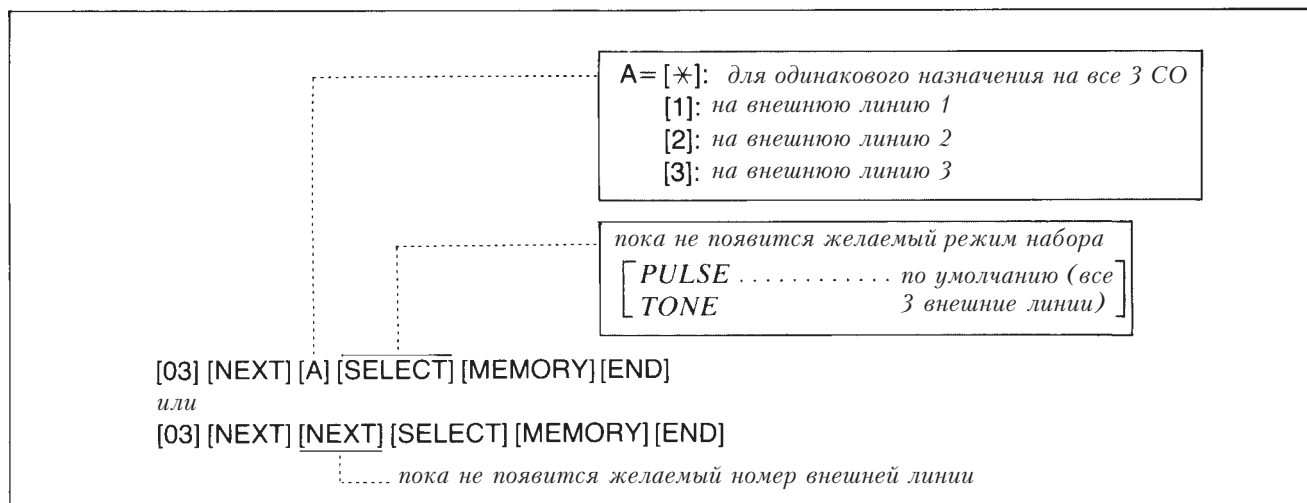 A=[✳]: для одинакового назначения на все 3 СО
[1]: на внешнюю линию 1
[2]: на внешнюю линию 2
[3]: на внешнюю линию 3
пока не появится желаемый режим набора
PULSE ............. по умолчанию (все
TONE 3 внешние линии)
[03] [NEXT] [A] [SELECT] [MEMORY] [END]
или
[03] [NEXT] [NEXT] [SELECT] [MEMORY] [END]
пока не появится желаемый номер внешней линии